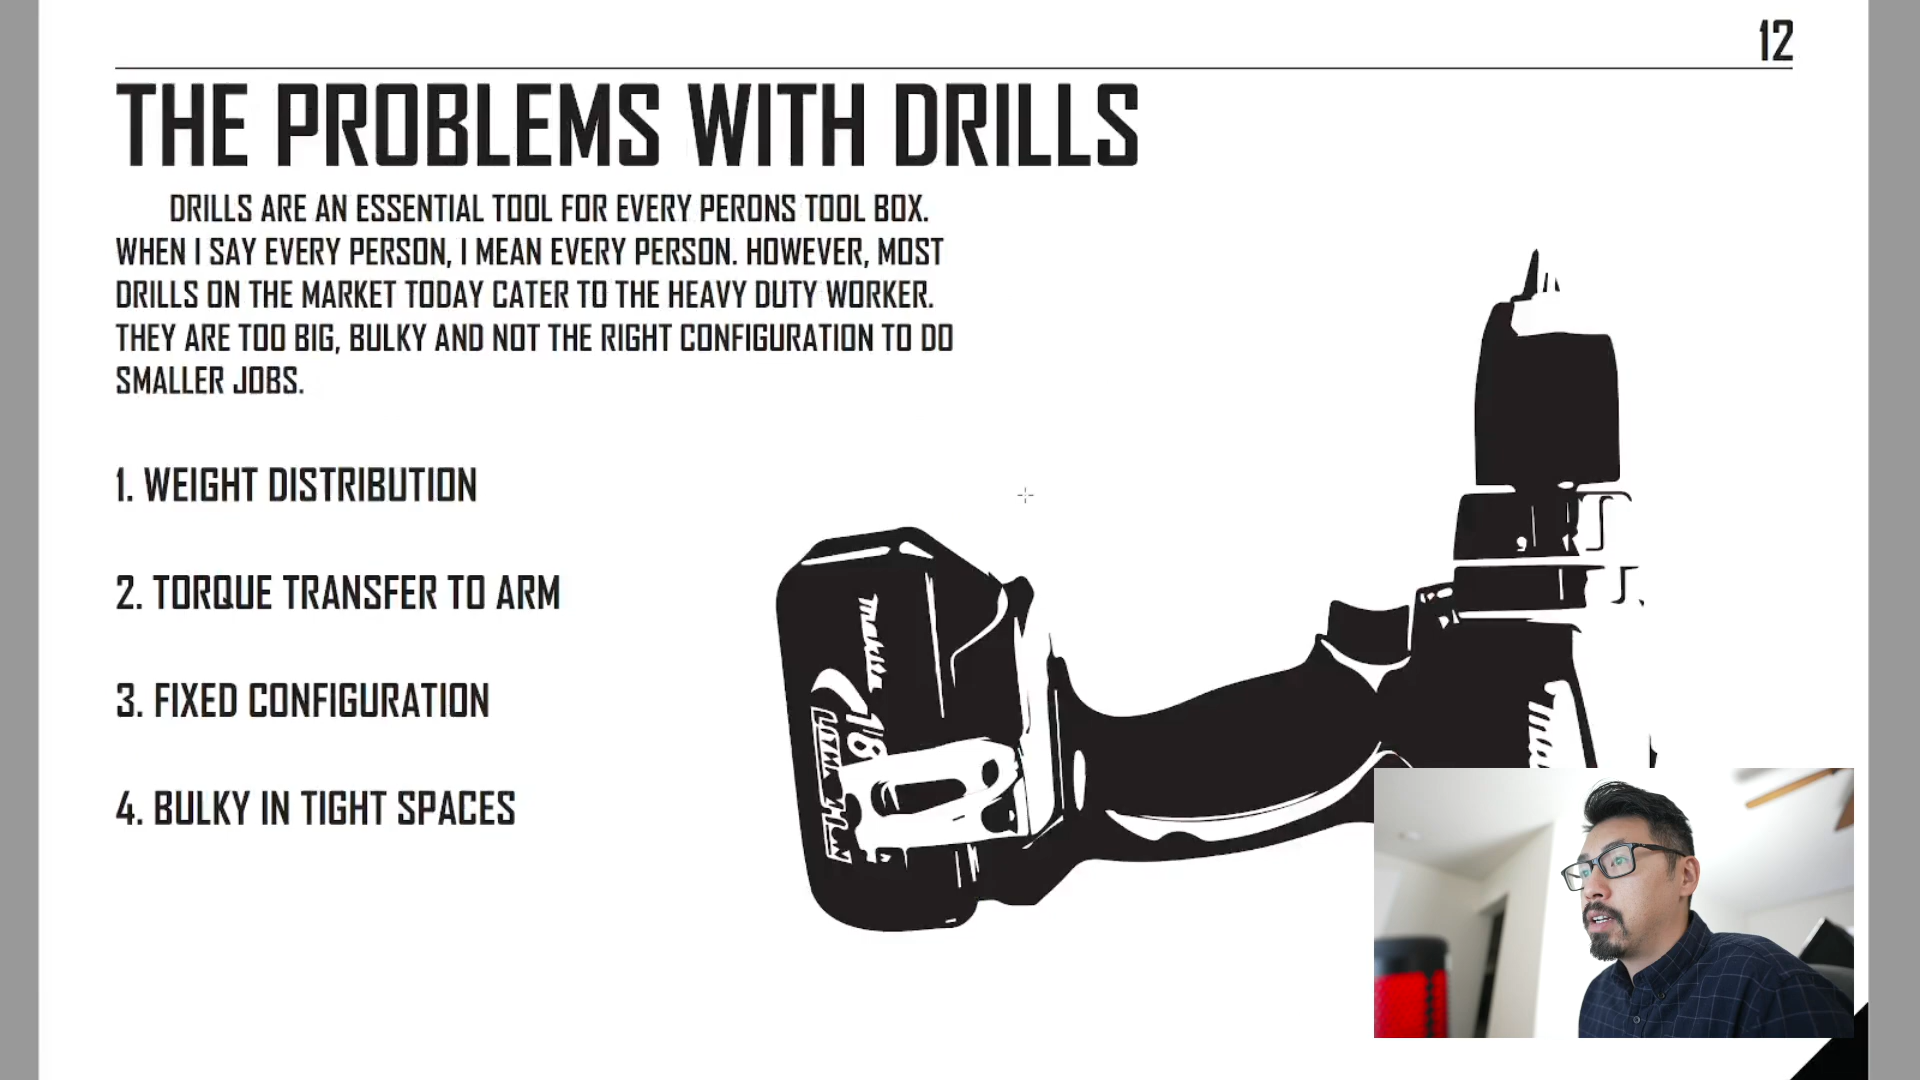 12
THE PROBLEMS WITH DRILLS
DRILLS ARE AN ESSENTIAL TOOL FOR EVERY PERONS TOOL BOX.
WHEN I SAY EVERY PERSON, I MEAN EVERY PERSON. HOWEVER, MOST
DRILLS ON THE MARKET TODAY CATER TO THE HEAVY DUTY WORKER.
THEY ARE TOO BIG, BULKY AND NOT THE RIGHT CONFIGURATION TO DO
SMALLER JOBS.
1. WEIGHT DISTRIBUTION
2. TORQUE TRANSFER TO ARM
3. FIXED CONFIGURATION
4. BULKY IN TIGHT SPACES
makita
18